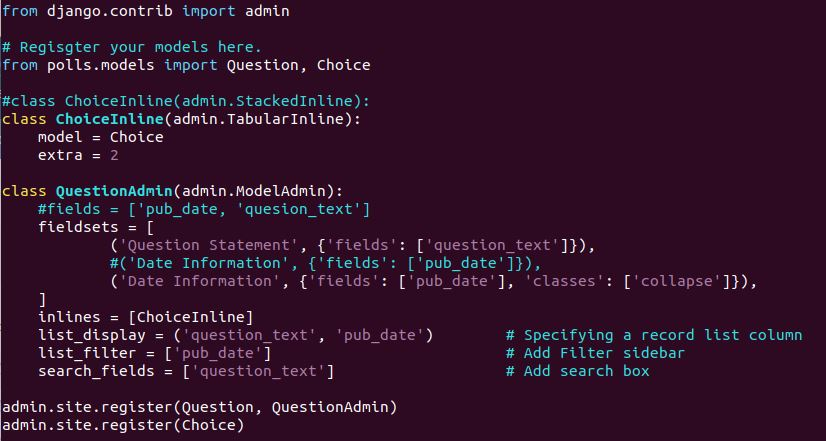 from django.contrib import admin
# Regisgter your models here.
from polls.models import Question, Choice
#class ChoiceInline(admin.StackedInline):
class ChoiceInline(admin.TabularInline):
    model = Choice
    extra = 2
class QuestionAdmin(admin.ModelAdmin):
    #fields = ['pub_date, 'quesion_text']
    fieldsets = [
            ('Question Statement', {'fields': ['question_text']}),
            #('Date Information', {'fields': ['pub_date']}),
            ('Date Information', {'fields': ['pub_date'], 'classes': ['collapse']}),
    ]
    inlines = [ChoiceInline]
    list_display = ('question_text', 'pub_date')        # Specifying a record list column
    list_filter = ['pub_date']                          # Add Filter sidebar
    search_fields = ['question_text']                   # Add search box
admin.site.register(Question, QuestionAdmin)
admin.site.register(Choice)